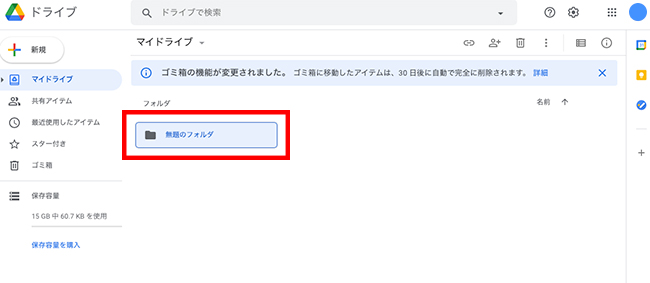 ドライブ
ドライブで検索
新規
マイドライブ
共有アイテム
最近使用したアイテム
スター付き
ゴミ箱
保存容量
15 GB 中 60.7 KB を使用
保存容量を購入
マイドライブ
ゴミ箱の機能が変更されました。 ゴミ箱に移動したアイテムは、30 日後に自動で完全に削除されます。 詳細
フォルダ
名前
無題のフォルダ